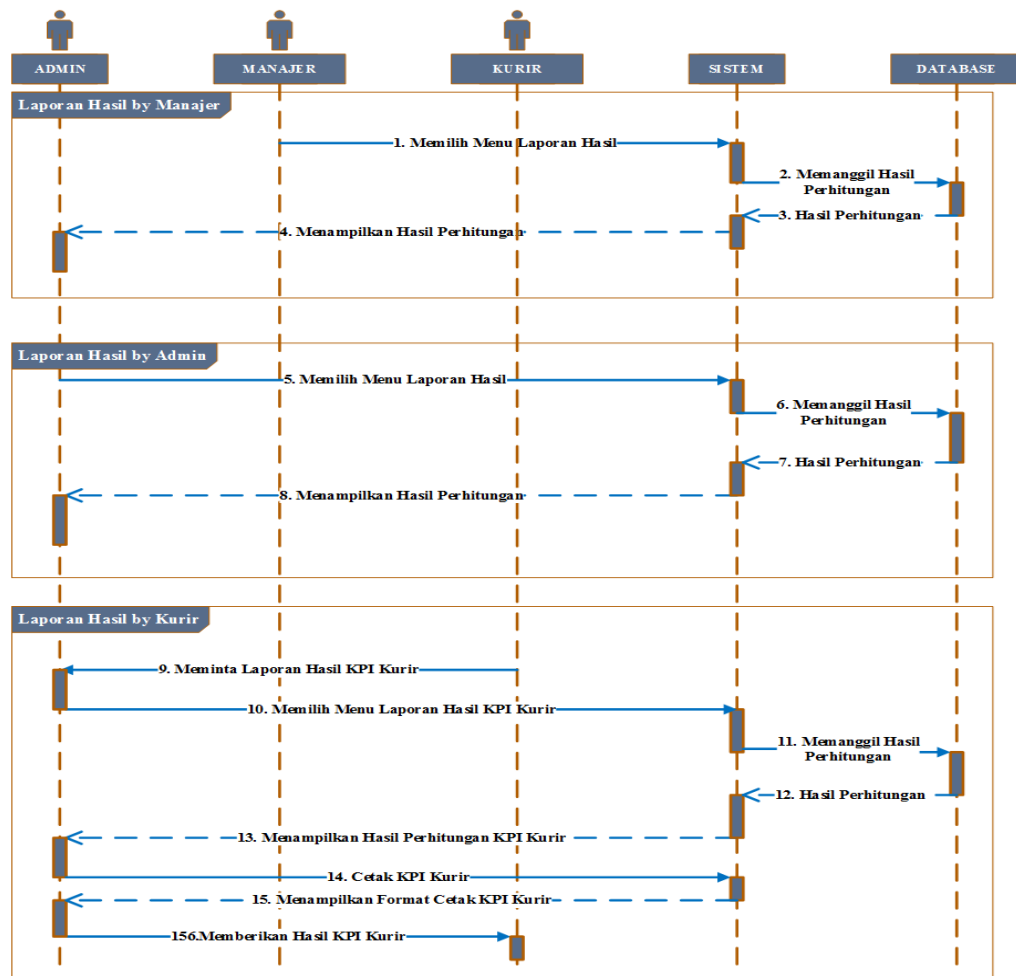 ADMIN
MANAJER
KURIR
SISTEM
DATABASE
Laporan Hasil by Manajer
1. Memilih Menu Laporan Hasil
2. Memanggil Hasil
Perhitungan
3. Hasil Perhitungan
4. Menampilkan Hasil Perhitungan
Laporan Hasil by Admin
5. Memilih Menu Laporan Hasil
6. Memanggil Hasil
Perhitungan
7. Hasil Perhitungan
8. Menampilkan Hasil Perhitungan
Laporan Hasil by Kurir
9. Meminta Laporan Hasil KPI Kurir
10. Memilih Menu Laporan Hasil KPI Kurir
11. Memanggil Hasil
Perhitungan
12. Hasil Perhitungan
13. Menampilkan Hasil Perhitungan KPI Kurir
14. Cetak KPI Kurir
15. Menampilkan Format Cetak KPI Kurir
156.Memberikan Hasil KPI Kurir